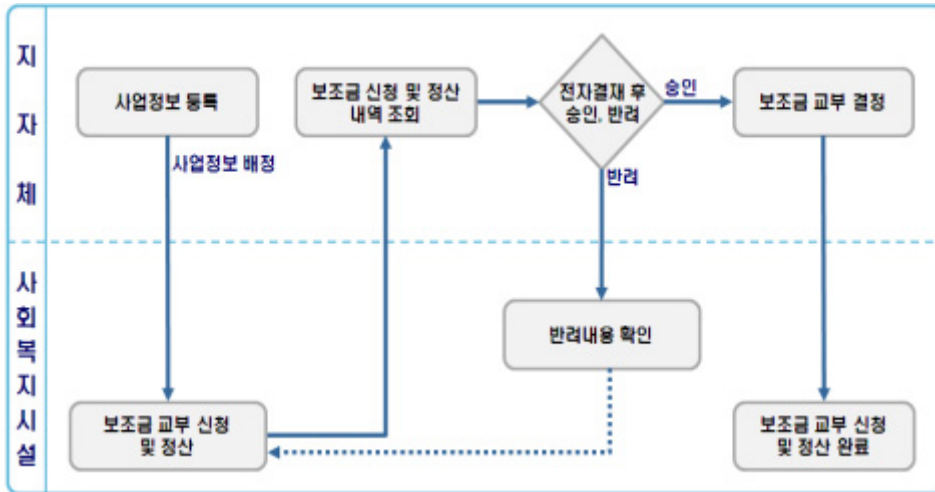 지자체
사업정보 등록
사업정보 배정
보조금 신청 및 정산
내역 조회
전자결재 후
승인, 반려
승인
반려
보조금 교부 결정
사회복지시설
반려내용 확인
보조금 교부 신청
및 정산
보조금 교부 신청
및 정산 완료